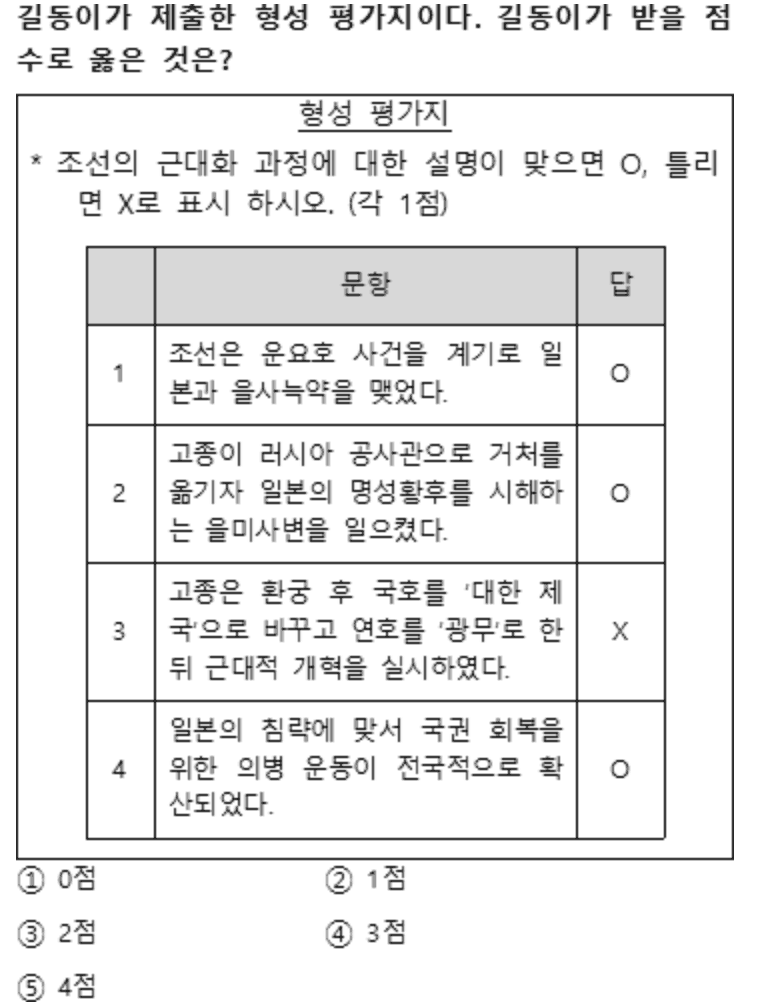 길동이가 제출한 형성 평가지이다. 길동이가 받을 점
수로 옳은 것은?
형성 평가지
* 조선의 근대화 과정에 대한 설명이 맞으면 O, 틀리
면 X로 표시 하시오. (각 1점)
문항 답
1 조선은 운요호 사건을 계기로 일
본과 을사늑약을 맺었다. O
2 고종이 러시아 공사관으로 거처를
옮기자 일본의 명성황후를 시해하
는 을미사변을 일으켰다. O
3 고종은 환궁 후 국호를 '대한 제
국'으로 바꾸고 연호를 '광무'로 한
뒤 근대적 개혁을 실시하였다. X
4 일본의 침략에 맞서 국권 회복을
위한 의병 운동이 전국적으로 확
산되었다. O
① 0점 ② 1점
③ 2점 ④ 3점
⑤ 4점